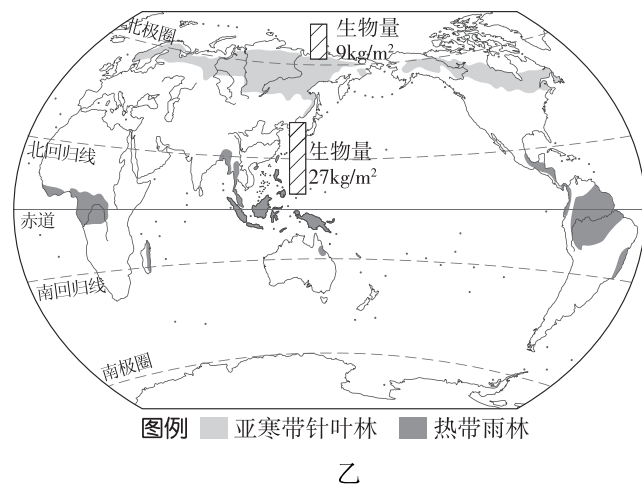 北极圈
生物量
9kg/m²
北回归线
生物量
27kg/m²
赤道
南回归线
南极圈
图例 亚寒带针叶林 热带雨林
乙